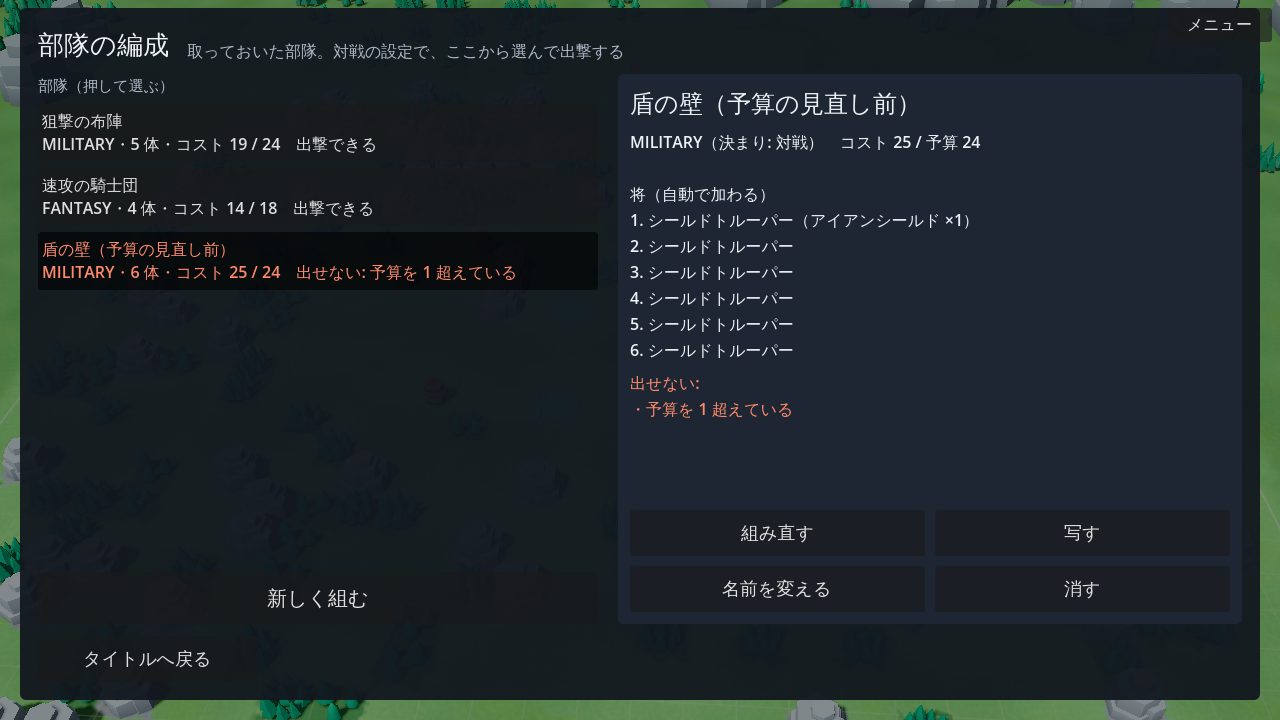 メニュー
部隊の編成 取っておいた部隊。対戦の設定で、ここから選んで出撃する
部隊（押して選ぶ）
狙撃の布陣
MILITARY・5 体・コスト 19 / 24　出撃できる
速攻の騎士団
FANTASY・4 体・コスト 14 / 18　出撃できる
盾の壁（予算の見直し前）
MILITARY・6 体・コスト 25 / 24　出せない: 予算を 1 超えている
新しく組む
タイトルへ戻る
盾の壁（予算の見直し前）
MILITARY（決まり: 対戦）　コスト 25 / 予算 24
将（自動で加わる）
1. シールドトルーパー（アイアンシールド ×1）
2. シールドトルーパー
3. シールドトルーパー
4. シールドトルーパー
5. シールドトルーパー
6. シールドトルーパー
出せない:
・予算を 1 超えている
組み直す
写す
名前を変える
消す